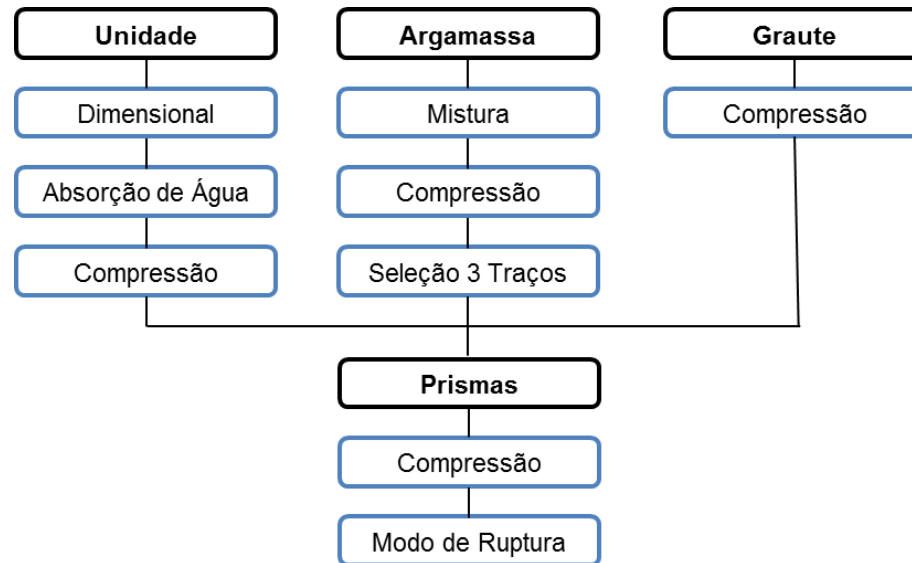 Unidade
Argamassa
Graute
Dimensional
Mistura
Compressão
Absorção de Água
Compressão
Compressão
Seleção 3 Traços
Prismas
Compressão
Modo de Ruptura